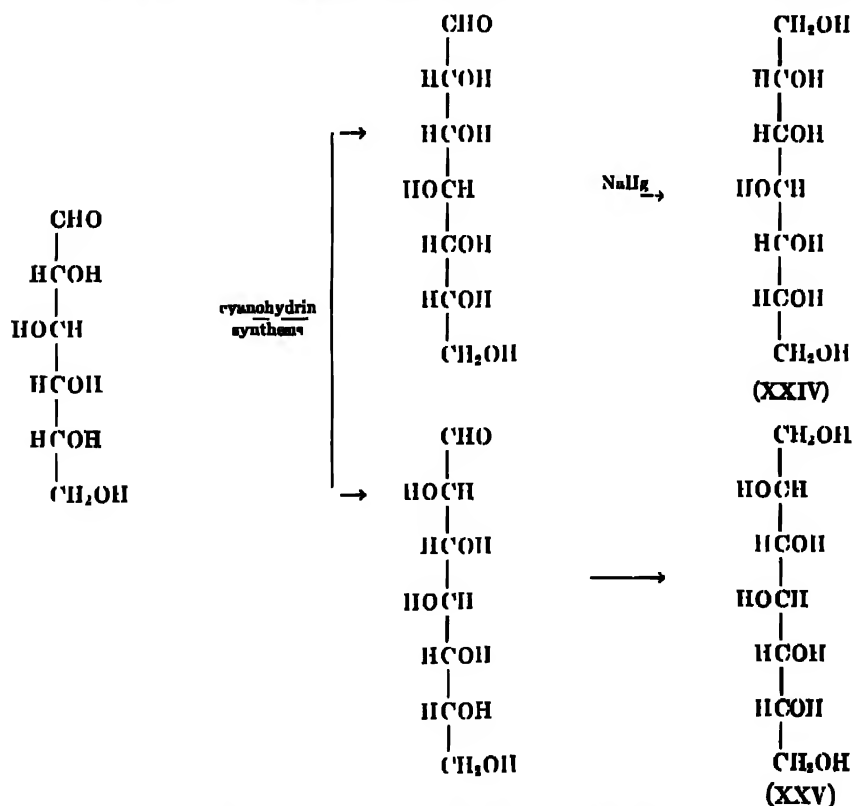 CHO
HCOH
HOCH
HCOH
HCOH
CH₂OH
cyanohydrin
synthesis
→
CHO
HCOH
HCOH
HOCH
HCOH
HCOH
CH₂OH
NaHg
→
CH₂OH
HCOH
HCOH
HOCH
HCOH
HCOH
CH₂OH
(XXIV)
→
CHO
HOCH
HCOH
HOCH
HCOH
HCOH
CH₂OH
→
CH₂OH
HOCH
HCOH
HOCH
HCOH
HCOH
CH₂OH
(XXV)